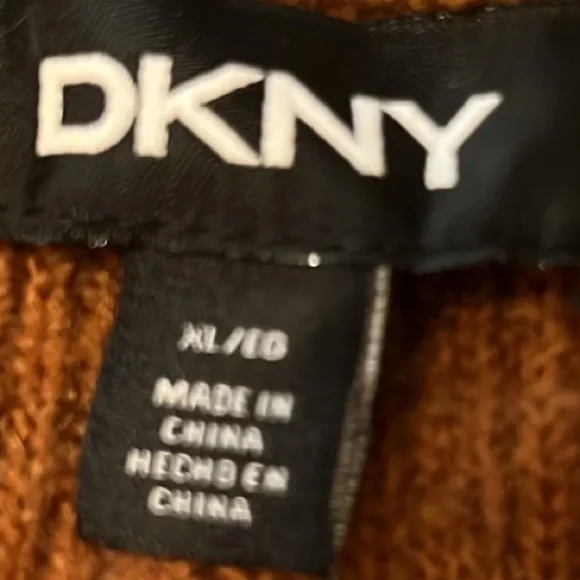 DKNY
XL/EG
MADE IN
CHINA
HECHO EN
CHINA